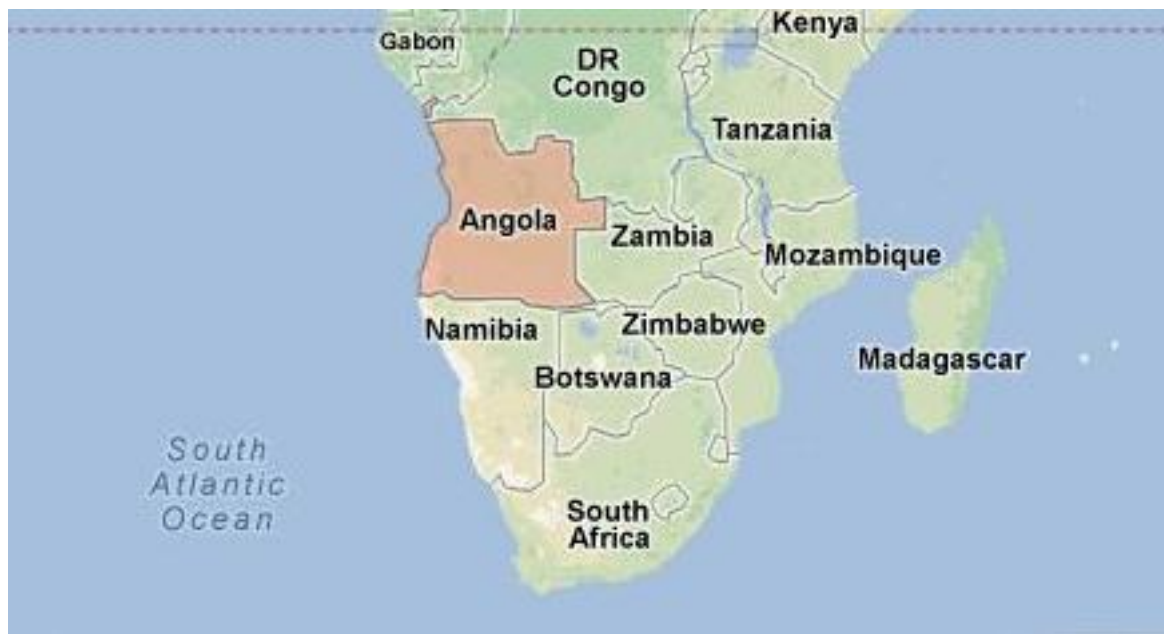 Kenya
Gabon
DR
Congo
Tanzania
Angola
Zambia
Mozambique
Namibia
Zimbabwe
Madagascar
Botswana
South
Atlantic
Ocean
South
Africa